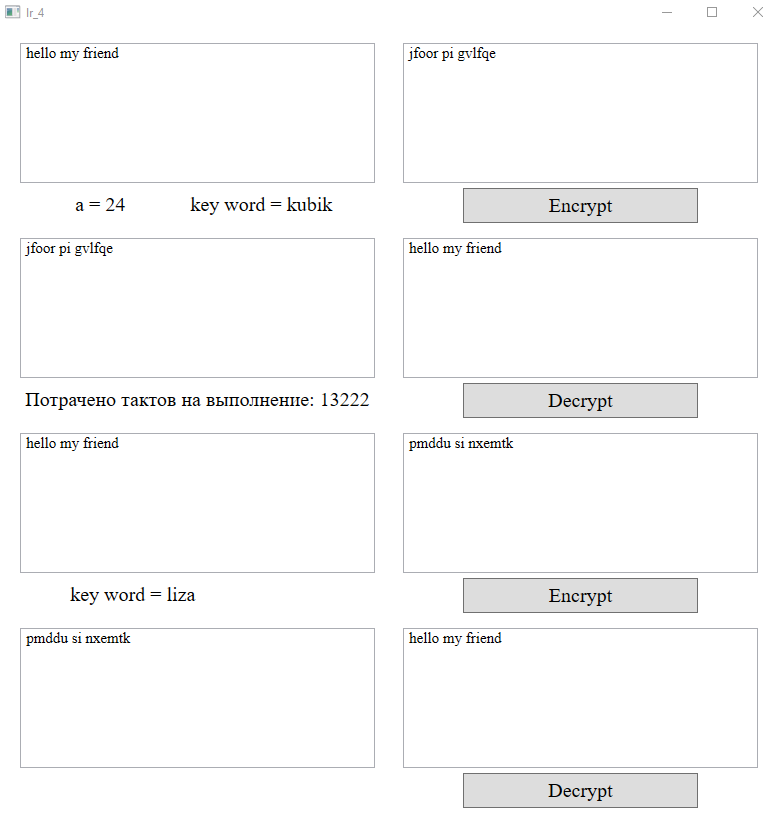 lr_4
hello my friend
jfoor pi gvlfqe
a = 24
key word = kubik
Encrypt
jfoor pi gvlfqe
hello my friend
Потрачено тактов на выполнение: 13222
Decrypt
hello my friend
pmddu si nxemtk
key word = liza
Encrypt
pmddu si nxemtk
hello my friend
Decrypt